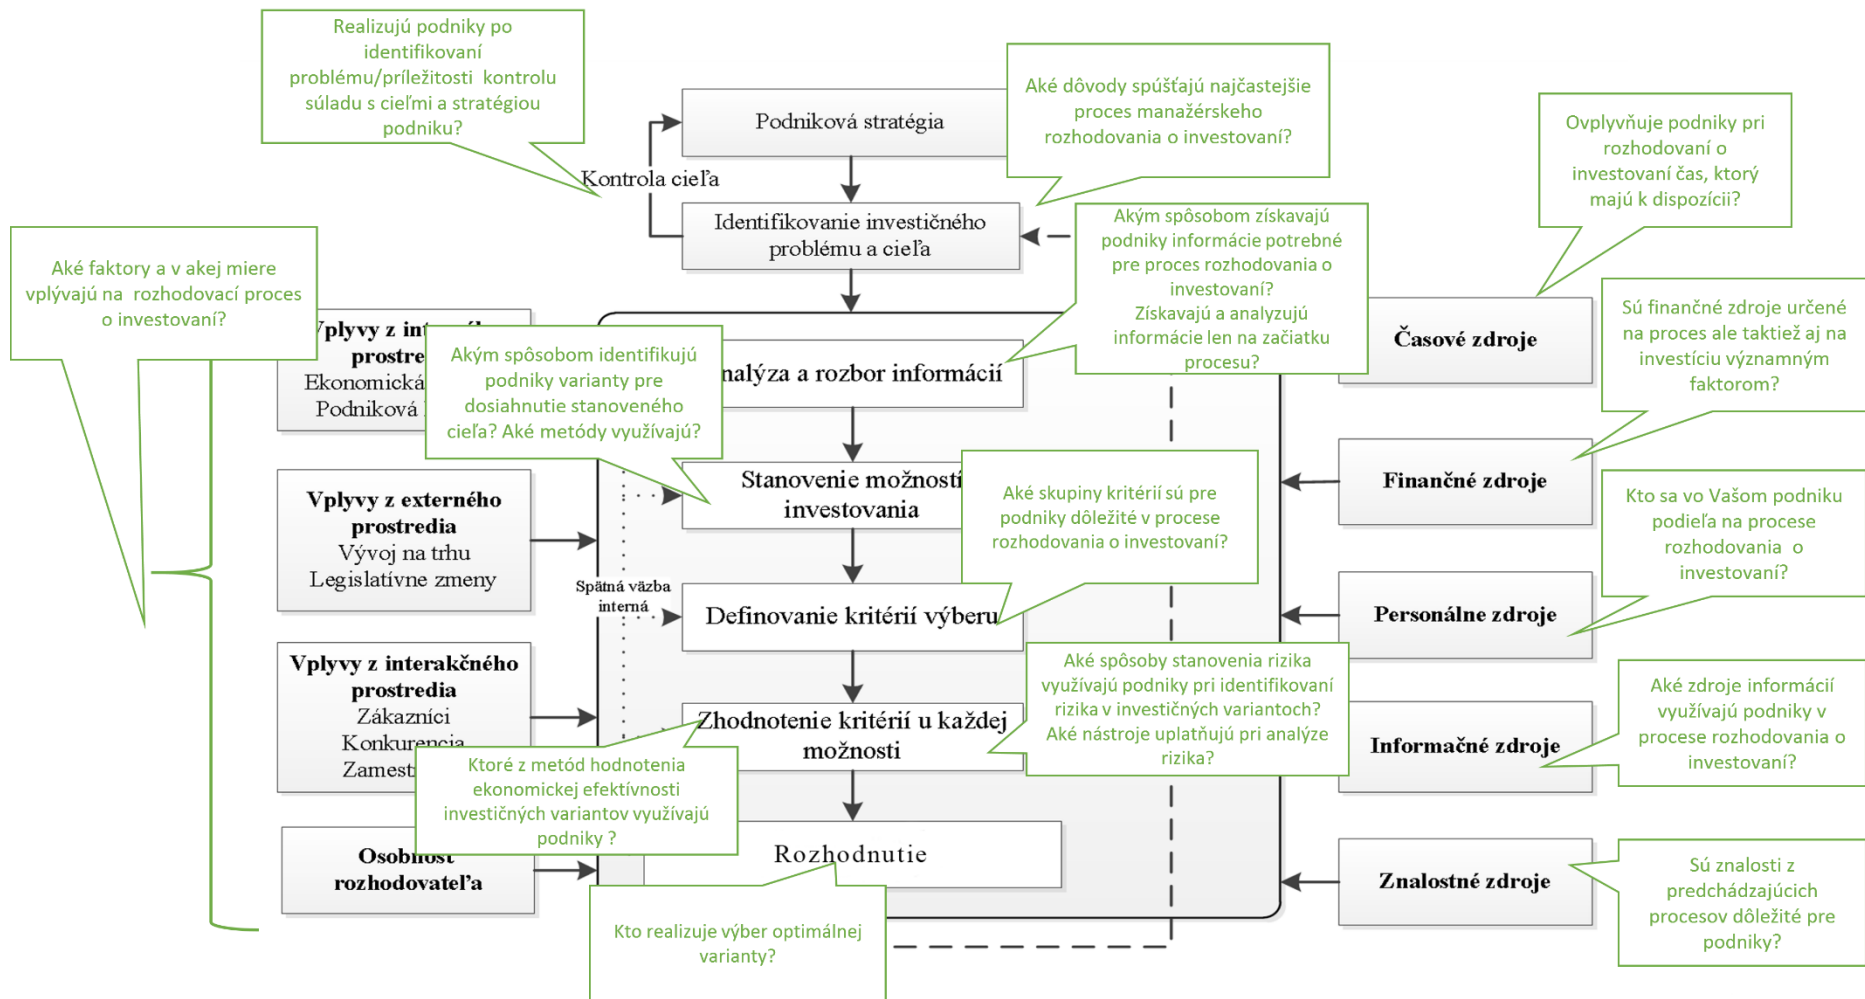 Realizujú podniky po
identifikovaní
problému/príležitosti kontrolu
súladu s cieľmi a stratégiou
podniku?
Podniková stratégia
Aké dôvody spúšťajú najčastejšie
proces manažérskeho
rozhodovania o investovaní?
Ovplyvňuje podniky pri
rozhodovaní o
investovaní čas, ktorý
majú k dispozícii?
Kontrola cieľa
Identifikovanie investičného
problému a cieľa
Akým spôsobom získavajú
podniky informácie potrebné
pre proces rozhodovania o
investovaní?
Získavajú a analyzujú
informácie len na začiatku
procesu?
Aké faktory a v akej miere
vplývajú na rozhodovací proces
o investovaní?
Vplyvy z
prostredia
Ekonomická
Podniková
Akým spôsobom identifikujú
podniky varianty pre
dosiahnutie stanoveného
cieľa? Aké metódy využívajú?
nalýza a rozbor informácií
Časové zdroje
Sú finančné zdroje určené
na proces ale taktiež aj na
investíciu významným
faktorom?
Vplyvy z externého
prostredia
Vývoj na trhu
Legislatívne zmeny
Stanovenie možností
investovania
Aké skupiny kritérií sú pre
podniky dôležité v procese
rozhodovania o investovaní?
Finančné zdroje
Kto sa vo Vašom podniku
podieľa na procese
rozhodovania o
investovaní?
Spätná väzba
interná
Definovanie kritérií výberu
Personálne zdroje
Vplyvy z interakčného
prostredia
Zákazníci
Konkurencia
Zamest
Zhodnotenie kritérií u každej
možnosti
Aké spôsoby stanovenia rizika
využívajú podniky pri identifikovaní
rizika v investičných variantoch?
Aké nástroje uplatňujú pri analýze
rizika?
Informačné zdroje
Aké zdroje informácií
využívajú podniky v
procese rozhodovania o
investovaní?
Ktoré z metód hodnotenia
ekonomickej efektívnosti
investičných variantov využívajú
podniky ?
Osobnosť
rozhodovateľa
Rozhodnutie
Znalostné zdroje
Sú znalosti z
predchádzajúcich
procesov dôležité pre
podniky?
Kto realizuje výber optimálnej
varianty?